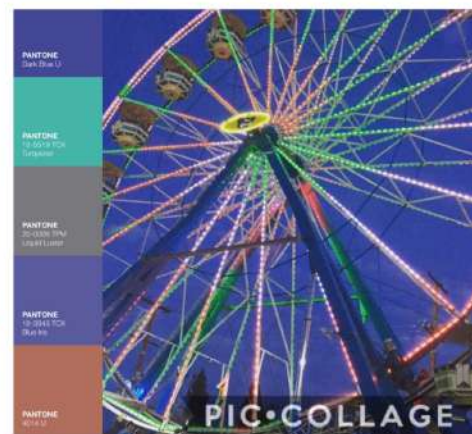 PANTONE
Dark Blue U
PANTONE
15-5519 TCX
Turquoise
PANTONE
20-0006 TPM
Liquid Luster
PANTONE
18-3943 TCX
Blue Iris
PANTONE
4014 U
PIC•COLLAGE